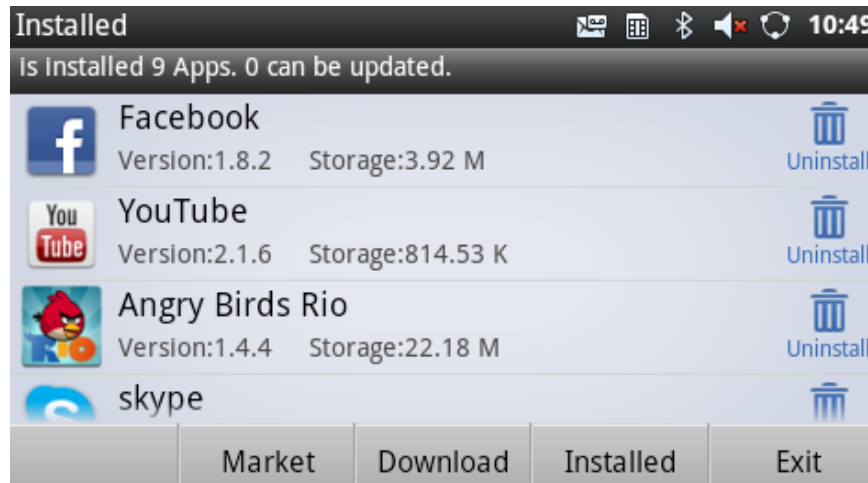 Installed 10:49
is installed 9 Apps. 0 can be updated.
Facebook
Version:1.8.2 Storage:3.92 M
Uninstall
YouTube
Version:2.1.6 Storage:814.53 K
Uninstall
You
Tube
Angry Birds Rio
Version:1.4.4 Storage:22.18 M
Uninstall
RIO
skype
Market Download Installed Exit